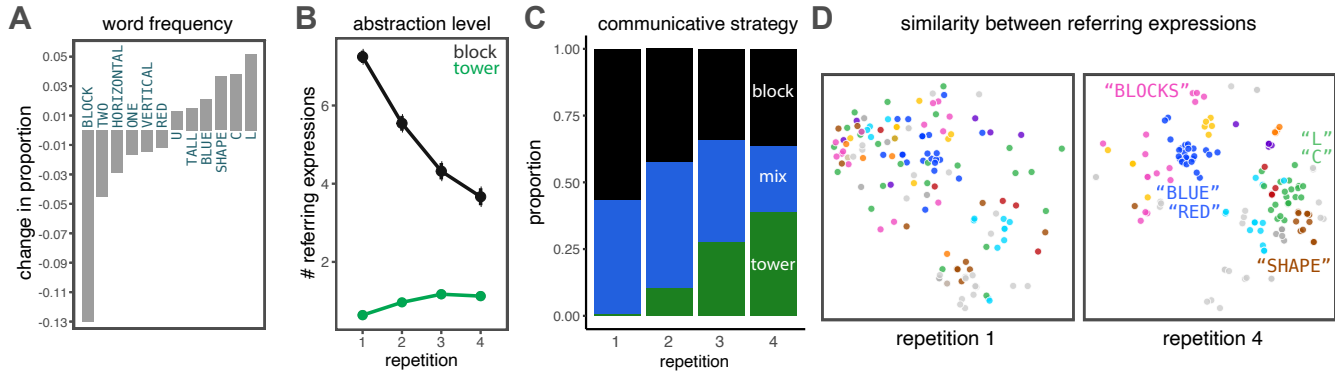 A
word frequency
change in proportion
0.05
0.03
0.01
-0.01
-0.03
-0.05
-0.07
-0.09
-0.11
-0.13
BLOCK
TWO
HORIZONTAL
ONE
VERTICAL
RED
U
TALL
BLUE
SHAPE
C
L
B
abstraction level
block
tower
# referring expressions
6
4
2
1 2 3 4
repetition
C
communicative strategy
proportion
1.00
0.75
0.50
0.25
0.00
block
mix
tower
1 2 3 4
repetition
D
similarity between referring expressions
repetition 1
"BLOCKS"
"L"
"C"
"BLUE"
"RED"
"SHAPE"
repetition 4